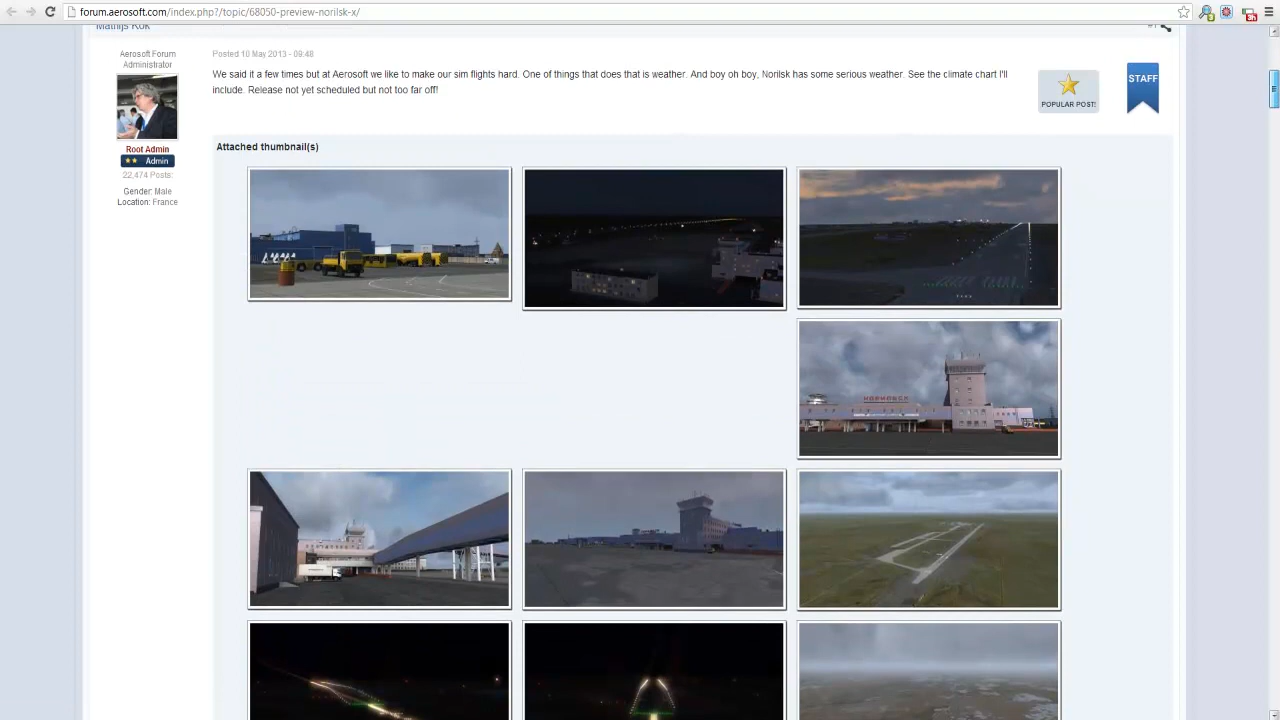 forum.aerosoft.com/index.php?/topic/68050-preview-norilsk-x/
Mathijs Kok
Aerosoft Forum
Administrator
Root Admin
Admin
22,474 Posts:
Gender: Male
Location: France
Posted 10 May 2013 - 09:48
We said it a few times but at Aerosoft we like to make our sim flights hard. One of things that does that is weather. And boy oh boy, Norilsk has some serious weather. See the climate chart I'll
include. Release not yet scheduled but not too far off!
POPULAR POST!
STAFF
Attached thumbnail(s)
НОРИЛЬСК